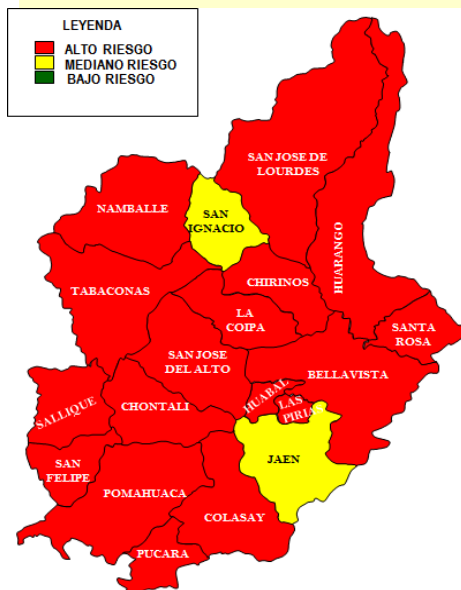 LEYENDA
ALTO RIESGO
MEDIANO RIESGO
BAJO RIESGO
SAN JOSE DE
LOURDES
NAMBALLE
SAN
IGNACIO
HUARANGO
TABACONAS
CHIRINOS
LA
COIPA
SANTA
ROSA
SAN JOSE
DEL ALTO
BELLAVISTA
SALLIQUE
CHONTALI
HUABAL
LAS
PIRIAS
JAEN
SAN
FELIPE
POMAHUACA
COLASAY
PUCARA